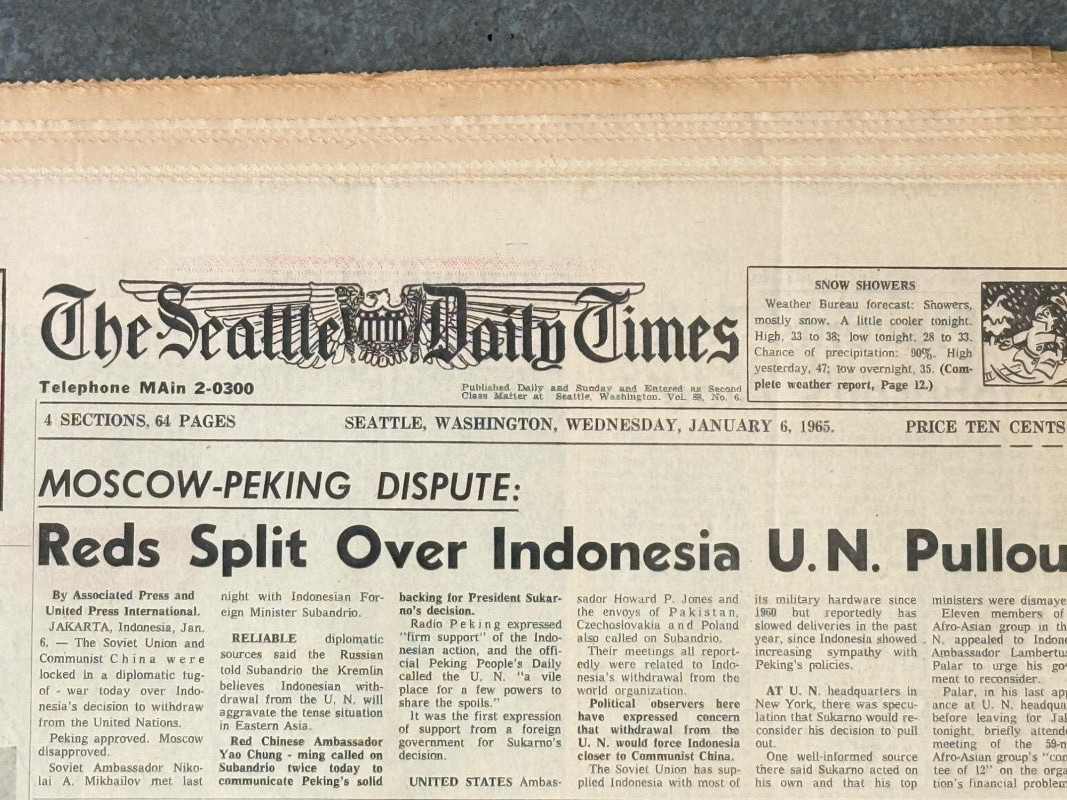 The Seattle Daily Times
SNOW SHOWERS
Weather Bureau forecast: Showers,
mostly snow. A little cooler tonight.
High, 33 to 38; low tonight, 28 to 33.
Chance of precipitation: 90%. High
yesterday, 47; low overnight, 35. (Com-
plete weather report, Page 12.)
Telephone MAin 2-0300
Published Daily and Sunday and Entered as Second
Class Matter at Seattle, Washington. Vol. 88, No. 6.
4 SECTIONS, 64 PAGES
SEATTLE, WASHINGTON, WEDNESDAY, JANUARY 6, 1965.
PRICE TEN CENTS
MOSCOW-PEKING DISPUTE:
Reds Split Over Indonesia U.N. Pullou
By Associated Press and
United Press International.
JAKARTA, Indonesia, Jan.
6. — The Soviet Union and
Communist China were
locked in a diplomatic tug-
of-war today over Indo-
nesia's decision to withdraw
from the United Nations.
Peking approved. Moscow
disapproved.
Soviet Ambassador Niko-
lai A. Mikhailov met last
night with Indonesian For-
eign Minister Subandrio.
RELIABLE diplomatic
sources said the Russian
told Subandrio the Kremlin
believes Indonesian with-
drawal from the U. N. will
aggravate the tense situation
in Eastern Asia.
Red Chinese Ambassador
Yao Chung-ming called on
Subandrio twice today to
communicate Peking's solid
backing for President Sukar-
no's decision.
Radio Peking expressed
"firm support" of the Indo-
nesian action, and the offi-
cial Peking People's Daily
called the U. N. "a vile
place for a few powers to
share the spoils."
It was the first expression
of support from a foreign
government for Sukarno's
decision.
UNITED STATES Ambas-
sador Howard P. Jones and
the envoys of Pakistan,
Czechoslovakia and Poland
also called on Subandrio.
Their meetings all report-
edly were related to Indo-
nesia's withdrawal from the
world organization.
Political observers here
have expressed concern
that withdrawal from the
U. N. would force Indonesia
closer to Communist China.
The Soviet Union has sup-
plied Indonesia with most of
its military hardware since
1960 but reportedly has
slowed deliveries in the past
year, since Indonesia showed
increasing sympathy with
Peking's policies.
AT U. N. headquarters in
New York, there was specu-
lation that Sukarno would re-
consider his decision to pull
out.
One well-informed source
there said Sukarno acted on
his own and that his top
ministers were dismaye
Eleven members of
Afro-Asian group in th
N. appealed to Indone
Ambassador Lambertus
Palar to urge his gov
ment to reconsider.
Palar, in his last app
ance at U. N. headqua
before leaving for Jak
tonight, briefly attende
meeting of the 59-n
Afro-Asian group's "com
tee of 12" on the orga
tion's financial problem